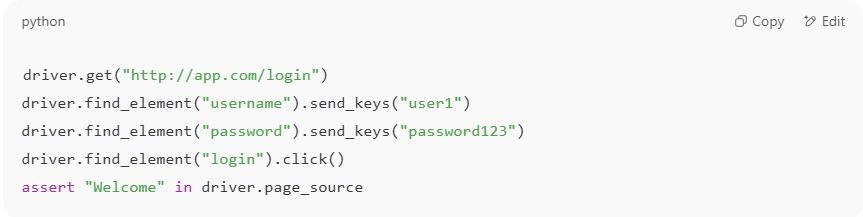 python
Copy
Edit
driver.get("http://app.com/login")
driver.find_element("username").send_keys("user1")
driver.find_element("password").send_keys("password123")
driver.find_element("login").click()
assert "Welcome" in driver.page_source